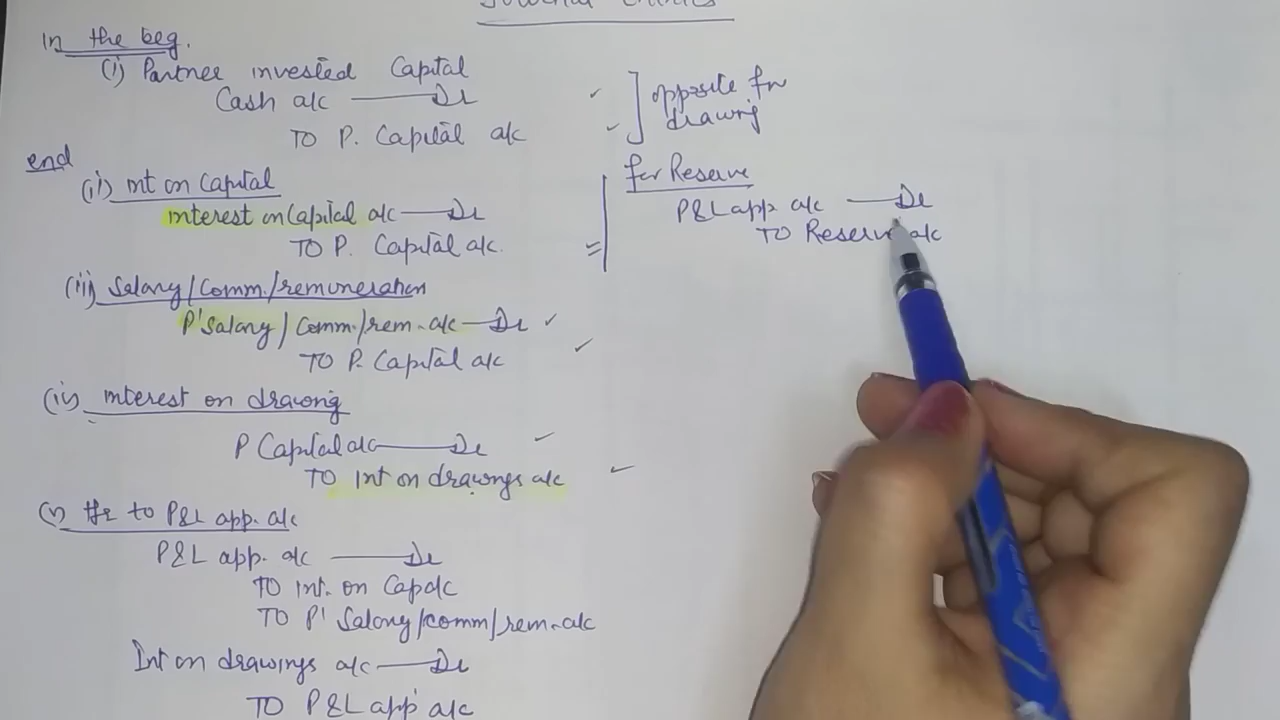 Journal Entries
In the beg.
(i) Partner invested Capital
Cash a/c Dr
TO P. Capital a/c
end
(ii) Int on Capital
interest on Capital a/c Dr
TO P. Capital a/c.
(iii) Salary/Comm./remuneration
P' Salary/Comm./rem. a/c Dr
TO P. Capital a/c
(iv) interest on drawing
P Capital a/c Dr
TO Int on drawings a/c
(v) to P&L app. a/c
P&L app. a/c Dr
TO Int. on Cap a/c
TO P' Salary/comm/rem. a/c
Int on drawings a/c Dr
TO P&L app a/c
opposite for
drawing
for Reserve
P&L app a/c Dr
TO Reserve a/c